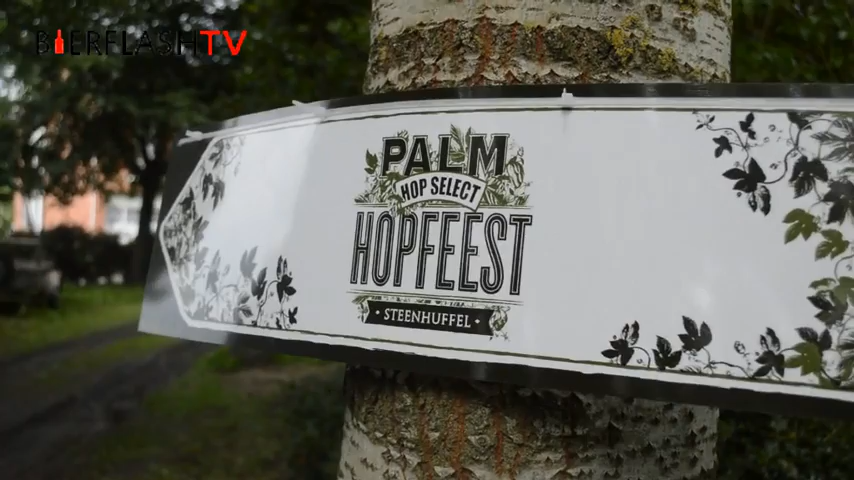 BIERFLASHTV
PALM
HOP SELECT
HOPFEEST
· STEENHUFFEL ·